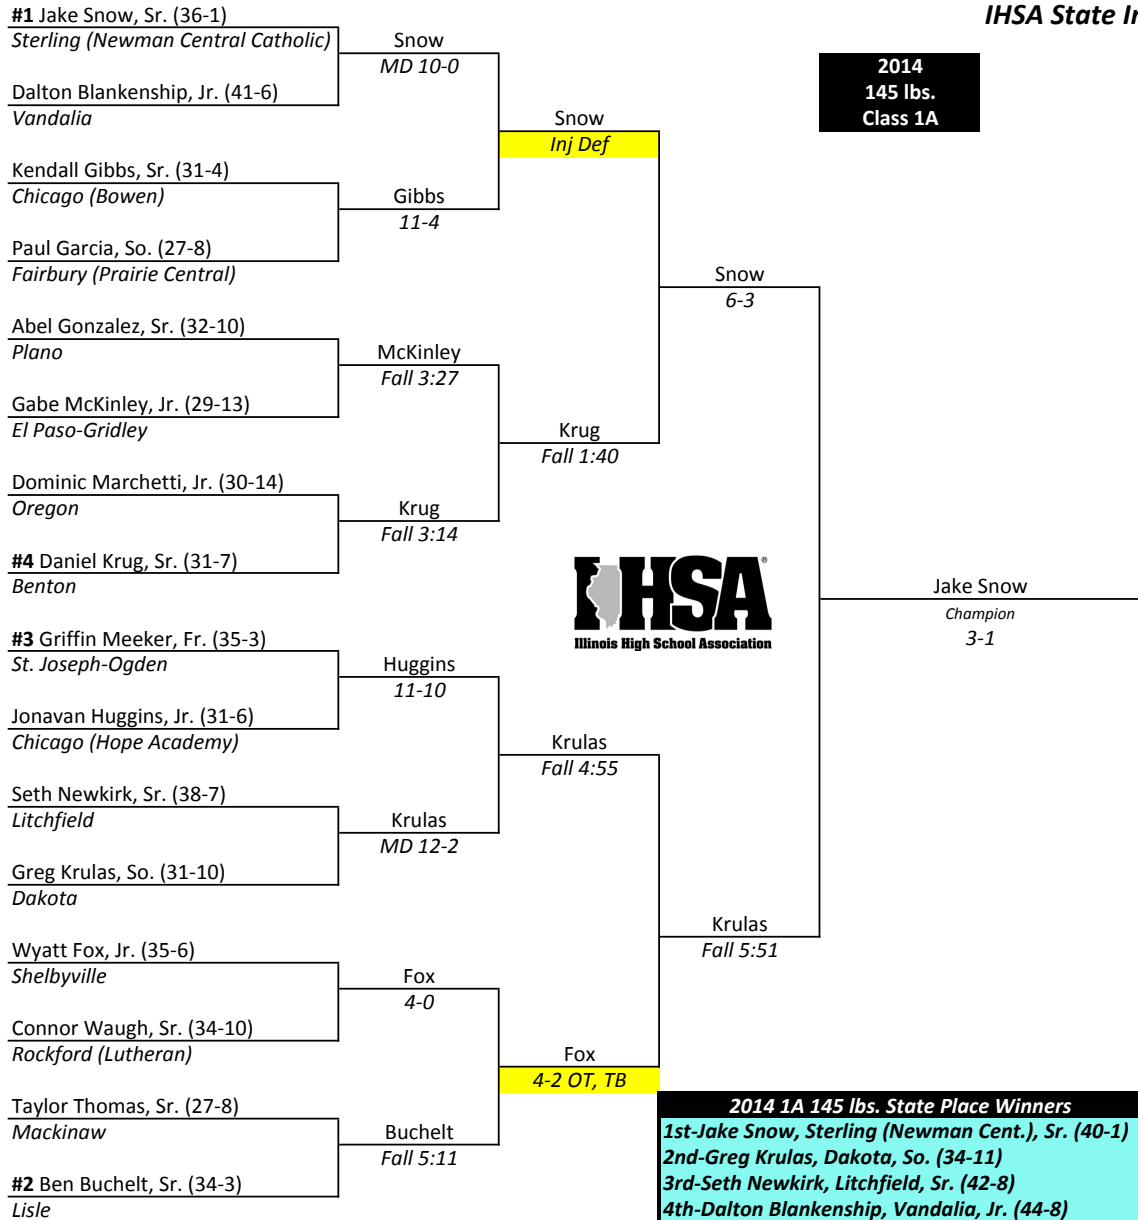 IHSA State In
2014
145 lbs.
Class 1A
#1 Jake Snow, Sr. (36-1)
Sterling (Newman Central Catholic)
Dalton Blankenship, Jr. (41-6)
Vandalia
Kendall Gibbs, Sr. (31-4)
Chicago (Bowen)
Paul Garcia, So. (27-8)
Fairbury (Prairie Central)
Abel Gonzalez, Sr. (32-10)
Plano
Gabe McKinley, Jr. (29-13)
El Paso-Gridley
Dominic Marchetti, Jr. (30-14)
Oregon
#4 Daniel Krug, Sr. (31-7)
Benton
#3 Griffin Meeker, Fr. (35-3)
St. Joseph-Ogden
Jonavan Huggins, Jr. (31-6)
Chicago (Hope Academy)
Seth Newkirk, Sr. (38-7)
Litchfield
Greg Krulas, So. (31-10)
Dakota
Wyatt Fox, Jr. (35-6)
Shelbyville
Connor Waugh, Sr. (34-10)
Rockford (Lutheran)
Taylor Thomas, Sr. (27-8)
Mackinaw
#2 Ben Buchelt, Sr. (34-3)
Lisle
Snow
MD 10-0
Gibbs
11-4
McKinley
Fall 3:27
Krug
Fall 3:14
Huggins
11-10
Krulas
MD 12-2
Fox
4-0
Buchelt
Fall 5:11
Snow
Inj Def
Krug
Fall 1:40
Krulas
Fall 4:55
Fox
4-2 OT, TB
Snow
6-3
Krulas
Fall 5:51
IHSA®
Illinois High School Association
Jake Snow
Champion
3-1
2014 1A 145 lbs. State Place Winners
1st-Jake Snow, Sterling (Newman Cent.), Sr. (40-1)
2nd-Greg Krulas, Dakota, So. (34-11)
3rd-Seth Newkirk, Litchfield, Sr. (42-8)
4th-Dalton Blankenship, Vandalia, Jr. (44-8)